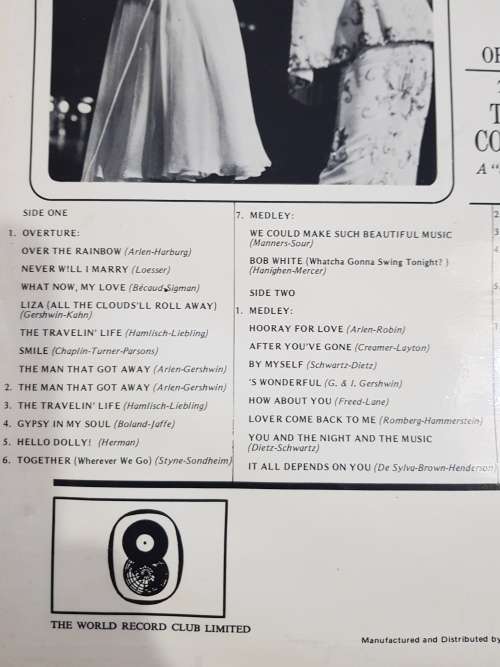 OF
T
CO
A "
SIDE ONE
1. OVERTURE:
OVER THE RAINBOW (Arlen-Harburg)
NEVER W!LL I MARRY (Loesser)
WHAT NOW, MY LOVE (Bécaud-Sigman)
LIZA (ALL THE CLOUDS'LL ROLL AWAY)
(Gershwin-Kahn)
THE TRAVELIN' LIFE (Hamlisch-Liebling)
SMILE (Chaplin-Turner-Parsons)
THE MAN THAT GOT AWAY (Arlen-Gershwin)
2. THE MAN THAT GOT AWAY (Arlen-Gershwin)
3. THE TRAVELIN' LIFE (Hamlisch-Liebling)
4. GYPSY IN MY SOUL (Boland-Jaffe)
5. HELLO DOLLY! (Herman)
6. TOGETHER (Wherever We Go) (Styne-Sondheim)
7. MEDLEY:
WE COULD MAKE SUCH BEAUTIFUL MUSIC
(Manners-Sour)
BOB WHITE (Whatcha Gonna Swing Tonight? )
(Hanighen-Mercer)
SIDE TWO
1. MEDLEY:
HOORAY FOR LOVE (Arlen-Robin)
AFTER YOU'VE GONE (Creamer-Layton)
BY MYSELF (Schwartz-Dietz)
'S WONDERFUL (G. & I. Gershwin)
HOW ABOUT YOU (Freed-Lane)
LOVER COME BACK TO ME (Romberg-Hammerstein)
YOU AND THE NIGHT AND THE MUSIC
(Dietz-Schwartz)
IT ALL DEPENDS ON YOU (De Sylva-Brown-Henderson)
2
3
4
5
1
THE WORLD RECORD CLUB LIMITED
Manufactured and Distributed by